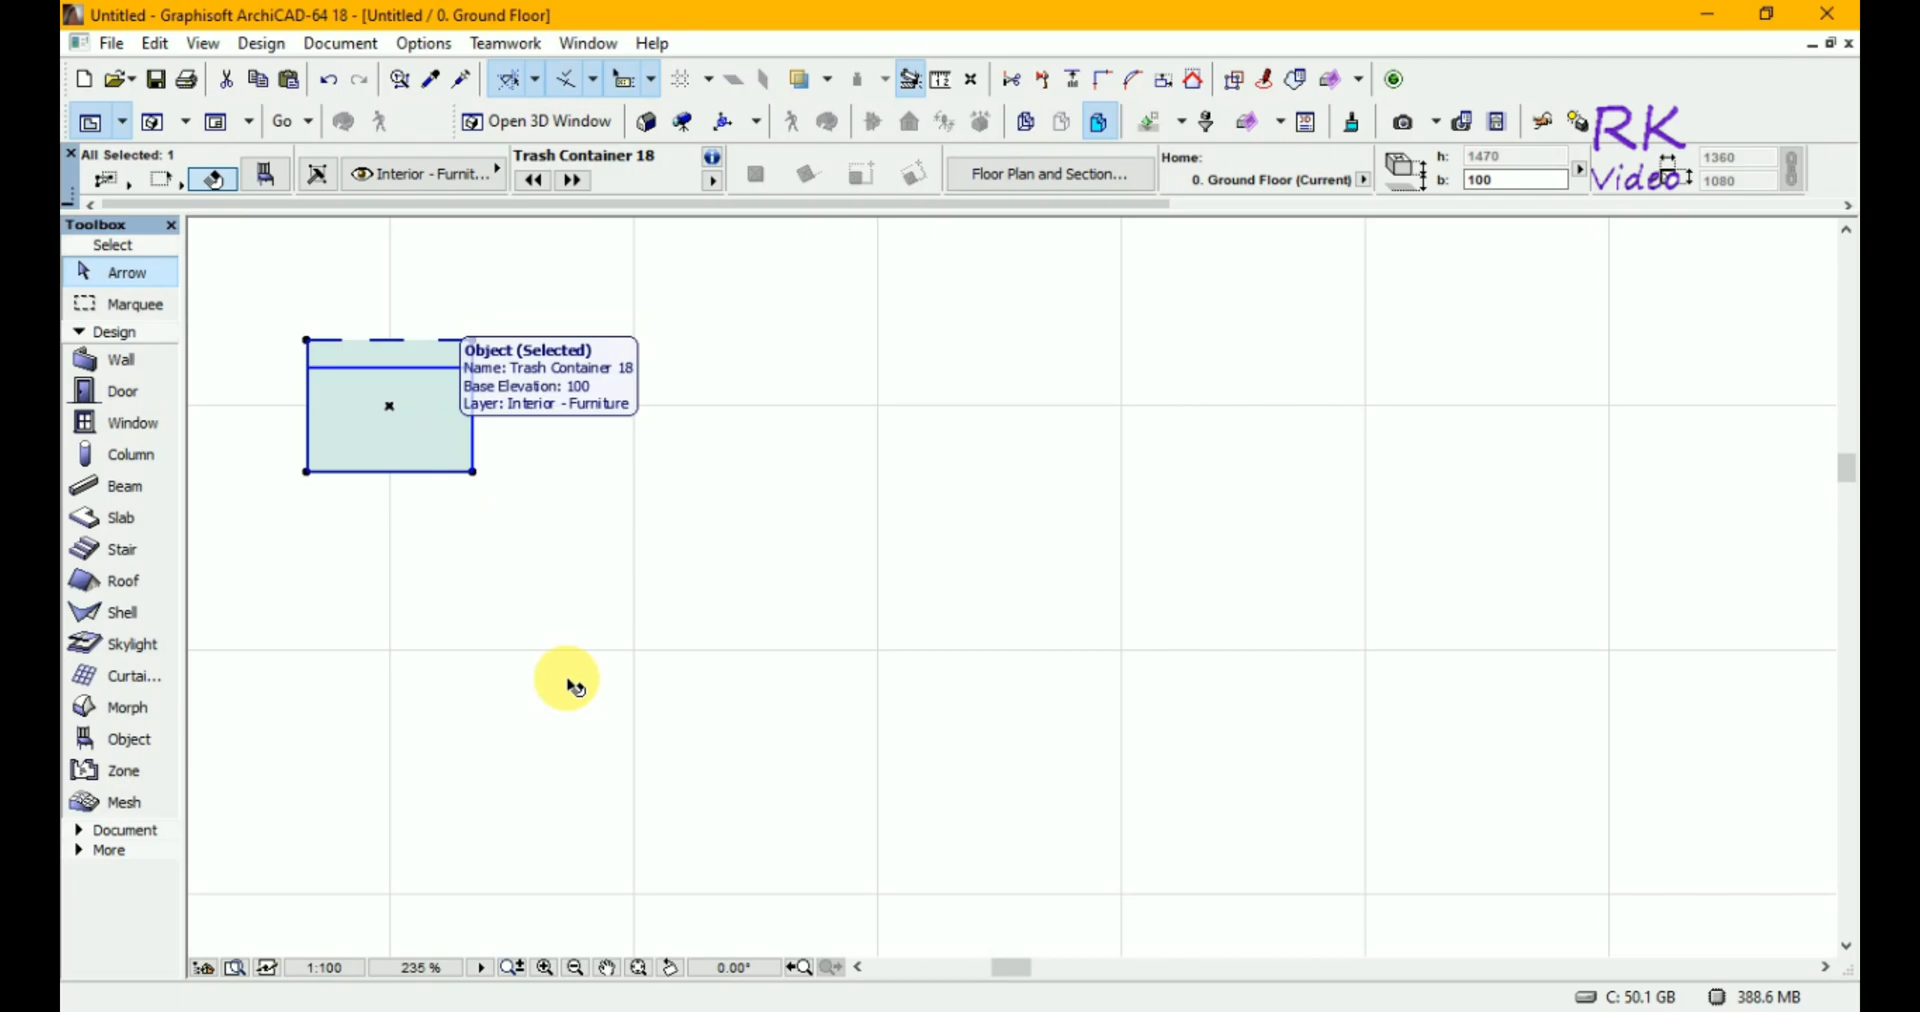 Untitled - Graphisoft ArchiCAD-64 18 - [Untitled / 0. Ground Floor]
File Edit View Design Document Options Teamwork Window Help
Go
Open 3D Window
RK
Video
All Selected: 1
Interior - Furnit...
Trash Container 18
Floor Plan and Section...
Home:
0. Ground Floor (Current)
h: 1470
b: 100
1360
1080
Toolbox
Select
Arrow
Marquee
Design
Wall
Door
Window
Column
Beam
Slab
Stair
Roof
Shell
Skylight
Curtai...
Morph
Object
Zone
Mesh
Document
More
Object (Selected)
Name: Trash Container 18
Base Elevation: 100
Layer: Interior - Furniture
1:100
235 %
0.00°
C: 50.1 GB
388.6 MB